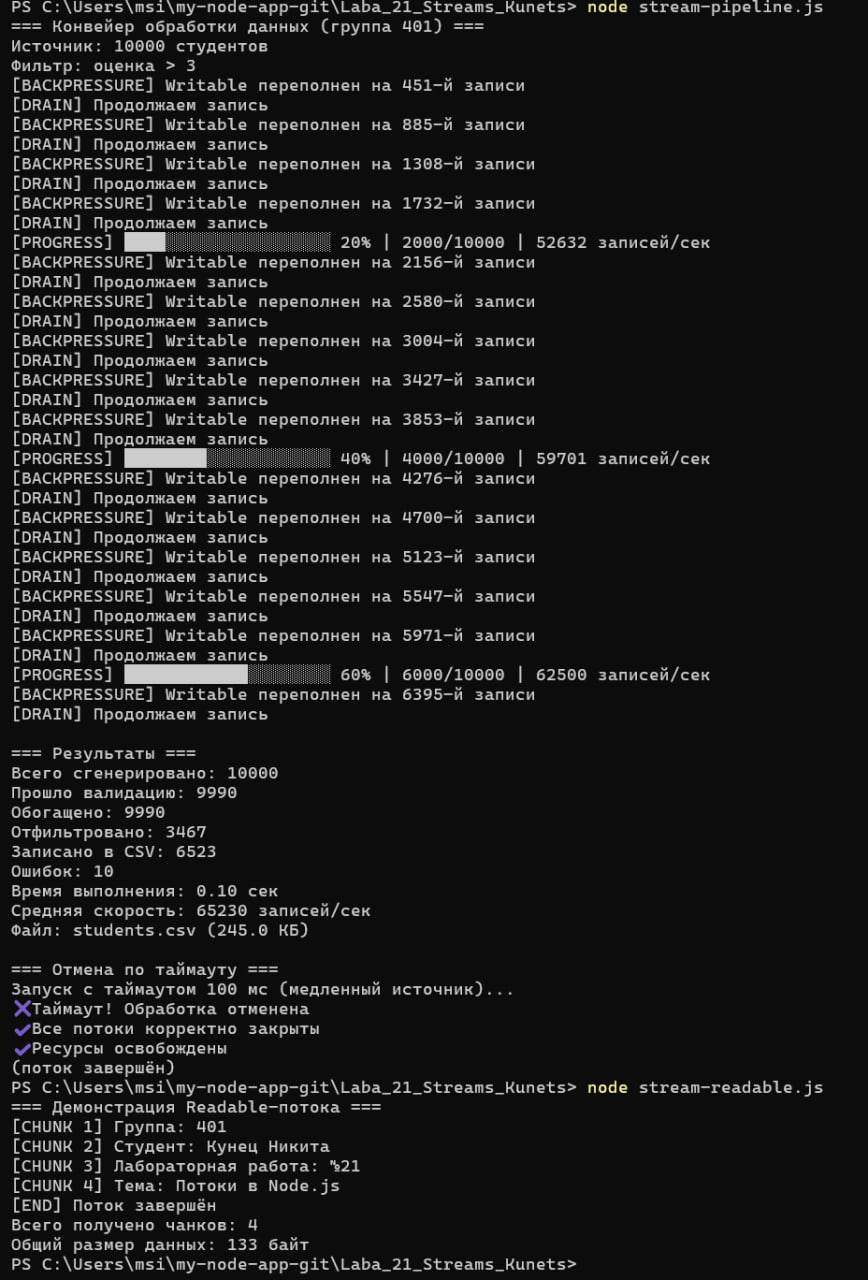 PS C:\Users\msi\my-node-app-git\Laba_21_Streams_Kunets> node stream-pipeline.js
=== Конвейер обработки данных (группа 401) ===
Источник: 10000 студентов
Фильтр: оценка > 3
[BACKPRESSURE] Writable переполнен на 451-й записи
[DRAIN] Продолжаем запись
[BACKPRESSURE] Writable переполнен на 885-й записи
[DRAIN] Продолжаем запись
[BACKPRESSURE] Writable переполнен на 1308-й записи
[DRAIN] Продолжаем запись
[BACKPRESSURE] Writable переполнен на 1732-й записи
[DRAIN] Продолжаем запись
[PROGRESS] ████░░░░░░░░░░░░░░░░ 20% | 2000/10000 | 52632 записей/сек
[BACKPRESSURE] Writable переполнен на 2156-й записи
[DRAIN] Продолжаем запись
[BACKPRESSURE] Writable переполнен на 2580-й записи
[DRAIN] Продолжаем запись
[BACKPRESSURE] Writable переполнен на 3004-й записи
[DRAIN] Продолжаем запись
[BACKPRESSURE] Writable переполнен на 3427-й записи
[DRAIN] Продолжаем запись
[BACKPRESSURE] Writable переполнен на 3853-й записи
[DRAIN] Продолжаем запись
[PROGRESS] ████████░░░░░░░░░░░░ 40% | 4000/10000 | 59701 записей/сек
[BACKPRESSURE] Writable переполнен на 4276-й записи
[DRAIN] Продолжаем запись
[BACKPRESSURE] Writable переполнен на 4700-й записи
[DRAIN] Продолжаем запись
[BACKPRESSURE] Writable переполнен на 5123-й записи
[DRAIN] Продолжаем запись
[BACKPRESSURE] Writable переполнен на 5547-й записи
[DRAIN] Продолжаем запись
[BACKPRESSURE] Writable переполнен на 5971-й записи
[DRAIN] Продолжаем запись
[PROGRESS] ████████████░░░░░░░░ 60% | 6000/10000 | 62500 записей/сек
[BACKPRESSURE] Writable переполнен на 6395-й записи
[DRAIN] Продолжаем запись
=== Результаты ===
Всего сгенерировано: 10000
Прошло валидацию: 9990
Обогащено: 9990
Отфильтровано: 3467
Записано в CSV: 6523
Ошибок: 10
Время выполнения: 0.10 сек
Средняя скорость: 65230 записей/сек
Файл: students.csv (245.0 КБ)
=== Отмена по таймауту ===
Запуск с таймаутом 100 мс (медленный источник)...
❌Таймаут! Обработка отменена
✔Все потоки корректно закрыты
✔Ресурсы освобождены
(поток завершён)
PS C:\Users\msi\my-node-app-git\Laba_21_Streams_Kunets> node stream-readable.js
=== Демонстрация Readable-потока ===
[CHUNK 1] Группа: 401
[CHUNK 2] Студент: Кунец Никита
[CHUNK 3] Лабораторная работа: №21
[CHUNK 4] Тема: Потоки в Node.js
[END] Поток завершён
Всего получено чанков: 4
Общий размер данных: 133 байт
PS C:\Users\msi\my-node-app-git\Laba_21_Streams_Kunets>